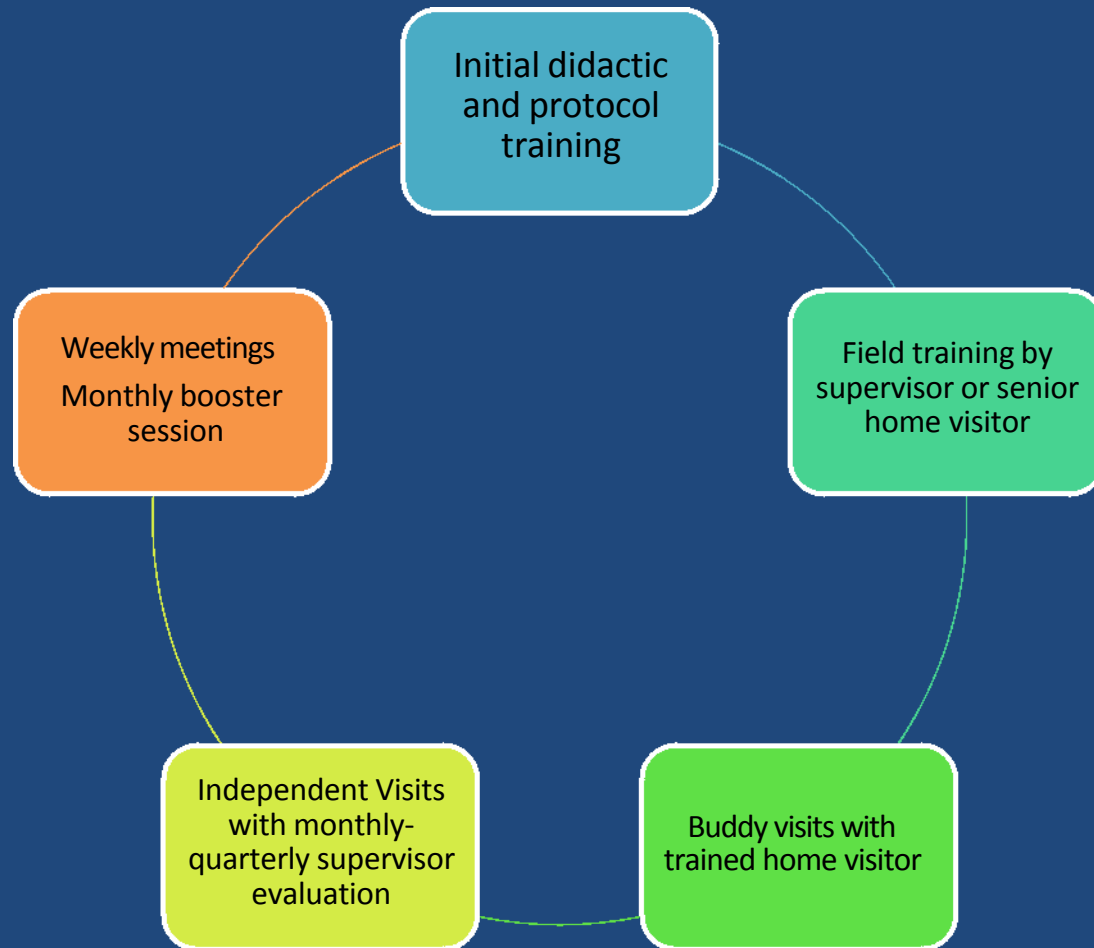 Initial didactic
and protocol
training
Field training by
supervisor or senior
home visitor
Buddy visits with
trained home visitor
Independent Visits
with monthly-
quarterly supervisor
evaluation
Weekly meetings
Monthly booster
session